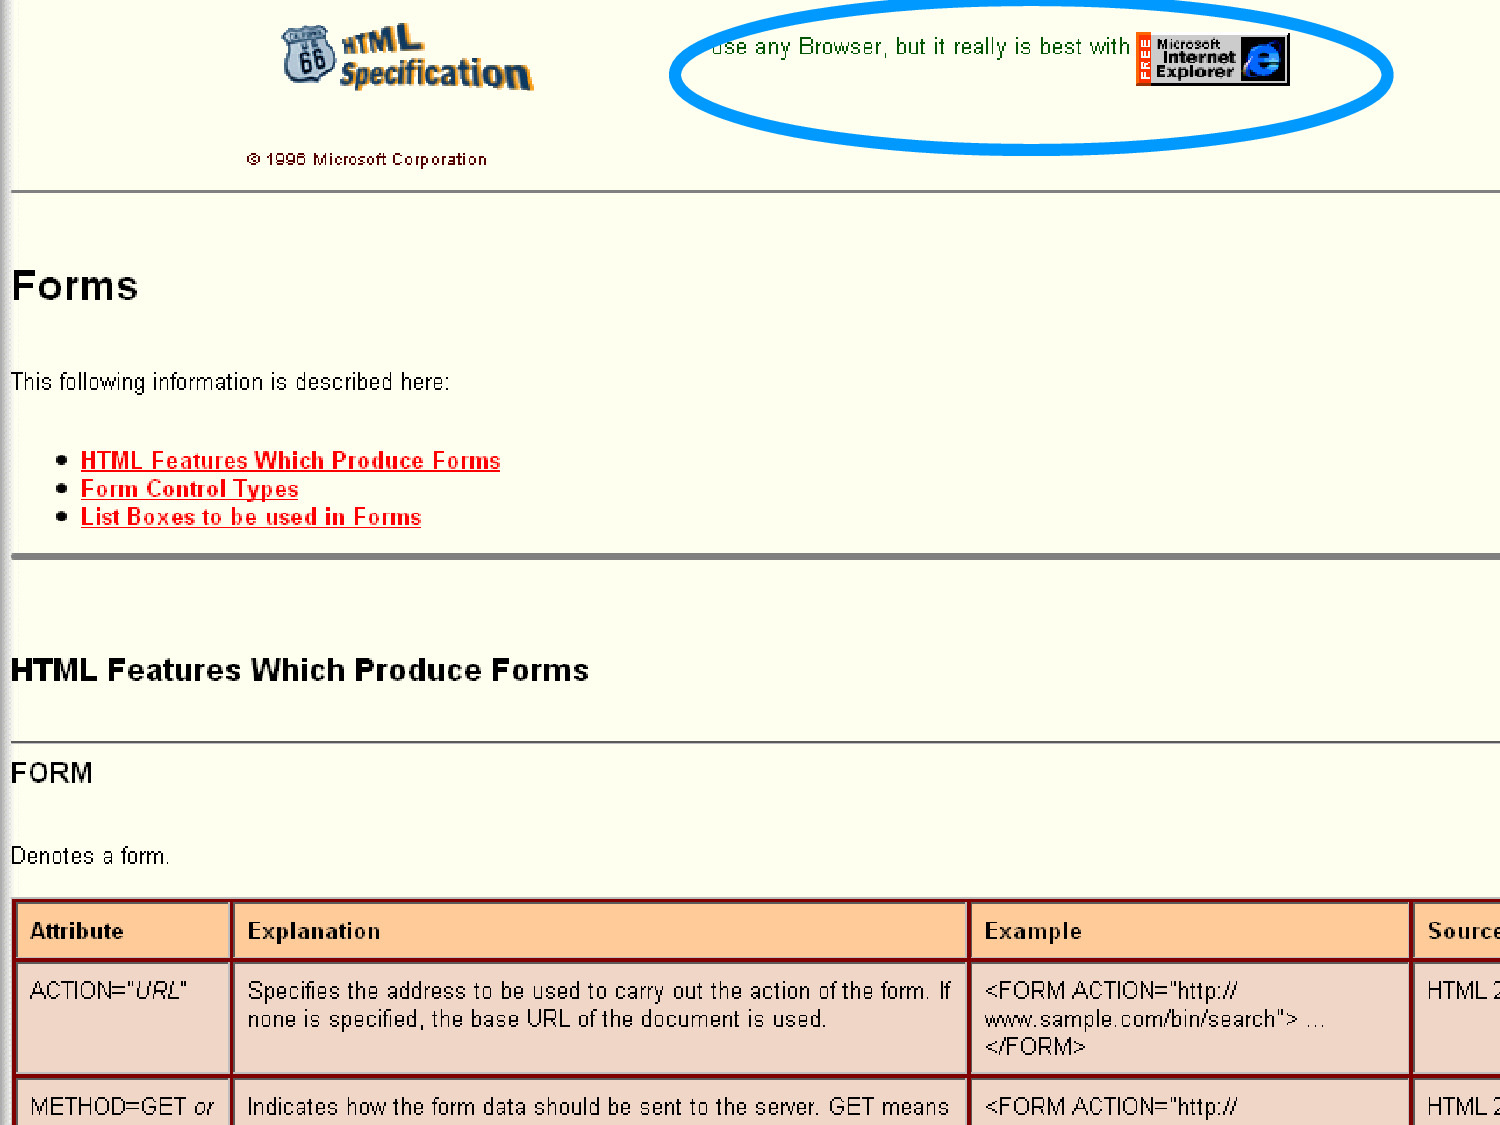 CALIFORNIA
US
66
HTML
Specification
use any Browser, but it really is best with
FREE
Microsoft
Internet
Explorer
© 1996 Microsoft Corporation
Forms
This following information is described here:
HTML Features Which Produce Forms
Form Control Types
List Boxes to be used in Forms
HTML Features Which Produce Forms
FORM
Denotes a form.
Attribute Explanation Example Source
ACTION="URL" Specifies the address to be used to carry out the action of the form. If <FORM ACTION="http:// HTML 2
none is specified, the base URL of the document is used. www.sample.com/bin/search"> ...
</FORM>
METHOD=GET or Indicates how the form data should be sent to the server. GET means <FORM ACTION="http:// HTML 2